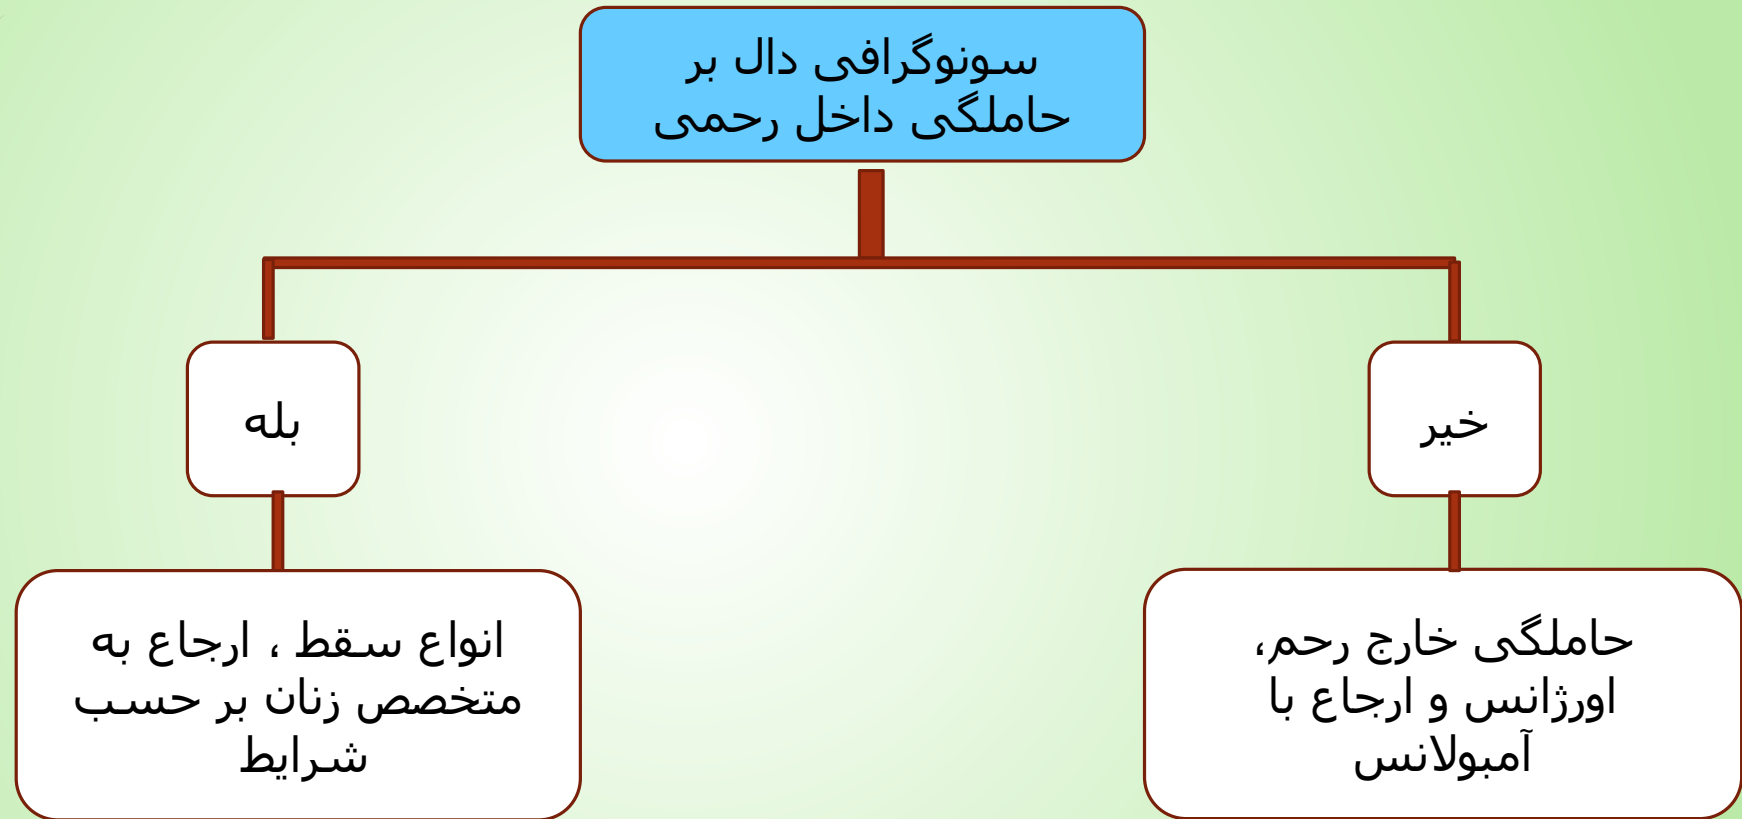 سونوگرافی دال بر
حاملگی داخل رحمی
خیر
بله
حاملگی خارج رحم،
اورژانس و ارجاع با
آمبولانس
انواع سقط ، ارجاع به
متخصص زنان بر حسب
شرایط